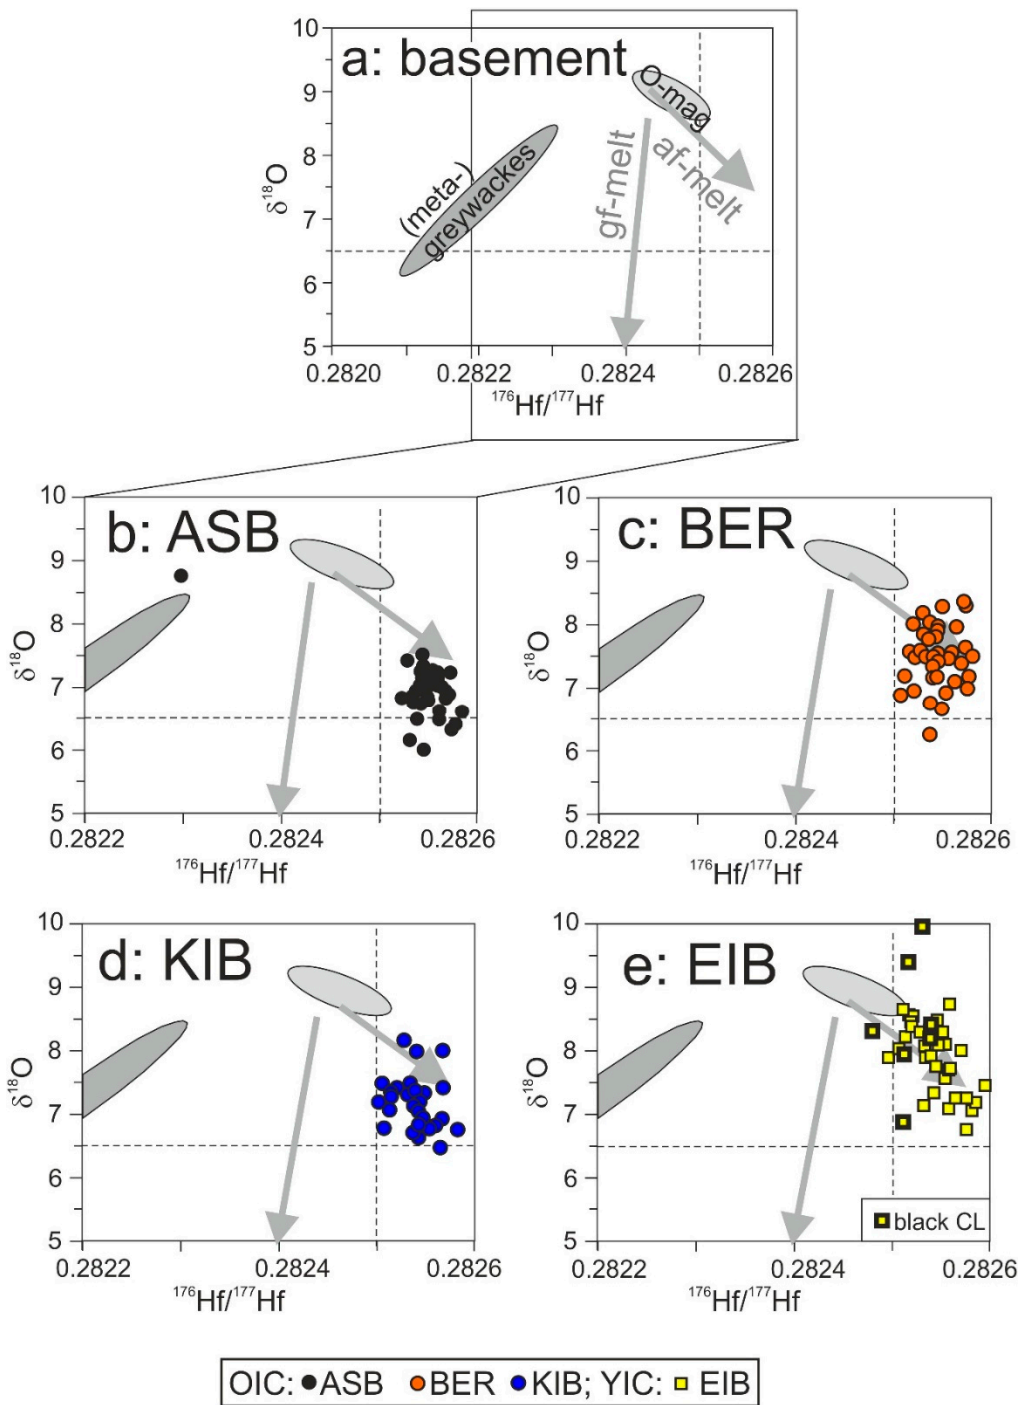 a: basement
10
9
8
7
6
5
δ¹⁸O
O-mag
af-melt
gf-melt
(meta-)
greywackes
0.2820 0.2822 0.2824 0.2826
¹⁷⁶Hf/¹⁷⁷Hf
b: ASB
10
9
8
7
6
5
δ¹⁸O
0.2822 0.2824 0.2826
¹⁷⁶Hf/¹⁷⁷Hf
c: BER
10
9
8
7
6
5
δ¹⁸O
0.2822 0.2824 0.2826
¹⁷⁶Hf/¹⁷⁷Hf
d: KIB
10
9
8
7
6
5
δ¹⁸O
0.2822 0.2824 0.2826
¹⁷⁶Hf/¹⁷⁷Hf
e: EIB
10
9
8
7
6
5
δ¹⁸O
black CL
0.2822 0.2824 0.2826
¹⁷⁶Hf/¹⁷⁷Hf
OIC: ASB BER KIB; YIC: EIB